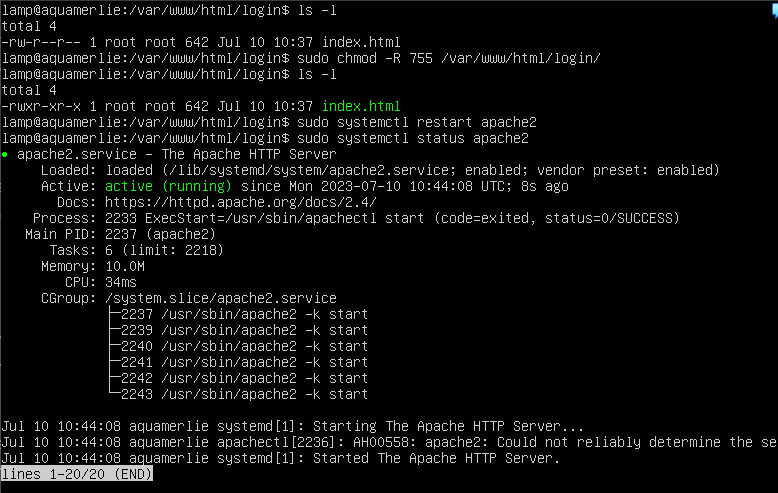 lamp@aquamerlie:/var/www/html/login$ ls -l
total 4
-rw-r--r-- 1 root root 642 Jul 10 10:37 index.html
lamp@aquamerlie:/var/www/html/login$ sudo chmod -R 755 /var/www/html/login/
lamp@aquamerlie:/var/www/html/login$ ls -l
total 4
-rwxr-xr-x 1 root root 642 Jul 10 10:37 index.html
lamp@aquamerlie:/var/www/html/login$ sudo systemctl restart apache2
lamp@aquamerlie:/var/www/html/login$ sudo systemctl status apache2
● apache2.service - The Apache HTTP Server
     Loaded: loaded (/lib/systemd/system/apache2.service; enabled; vendor preset: enabled)
     Active: active (running) since Mon 2023-07-10 10:44:08 UTC; 8s ago
       Docs: https://httpd.apache.org/docs/2.4/
    Process: 2233 ExecStart=/usr/sbin/apachectl start (code=exited, status=0/SUCCESS)
   Main PID: 2237 (apache2)
      Tasks: 6 (limit: 2218)
     Memory: 10.0M
        CPU: 34ms
     CGroup: /system.slice/apache2.service
             ├─2237 /usr/sbin/apache2 -k start
             ├─2239 /usr/sbin/apache2 -k start
             ├─2240 /usr/sbin/apache2 -k start
             ├─2241 /usr/sbin/apache2 -k start
             ├─2242 /usr/sbin/apache2 -k start
             └─2243 /usr/sbin/apache2 -k start
Jul 10 10:44:08 aquamerlie systemd[1]: Starting The Apache HTTP Server...
Jul 10 10:44:08 aquamerlie apachectl[2236]: AH00558: apache2: Could not reliably determine the se
Jul 10 10:44:08 aquamerlie systemd[1]: Started The Apache HTTP Server.
lines 1-20/20 (END)